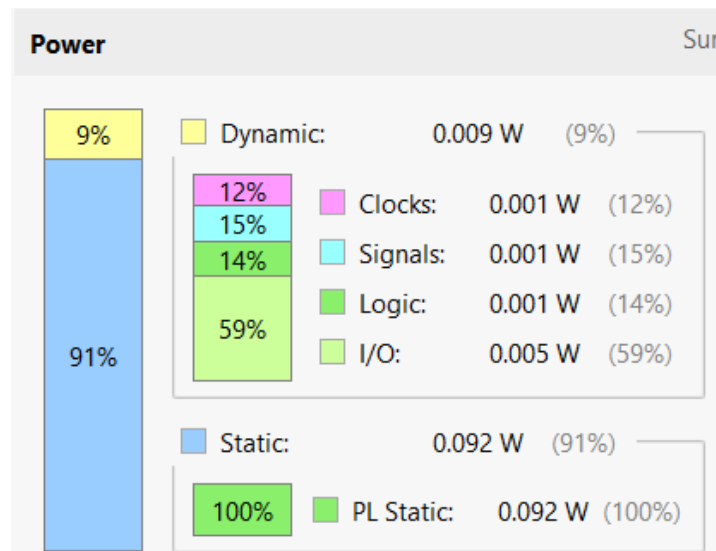 Power Sur
9% Dynamic: 0.009 W (9%)
12% Clocks: 0.001 W (12%)
15% Signals: 0.001 W (15%)
14% Logic: 0.001 W (14%)
59% I/O: 0.005 W (59%)
91%
Static: 0.092 W (91%)
100% PL Static: 0.092 W (100%)